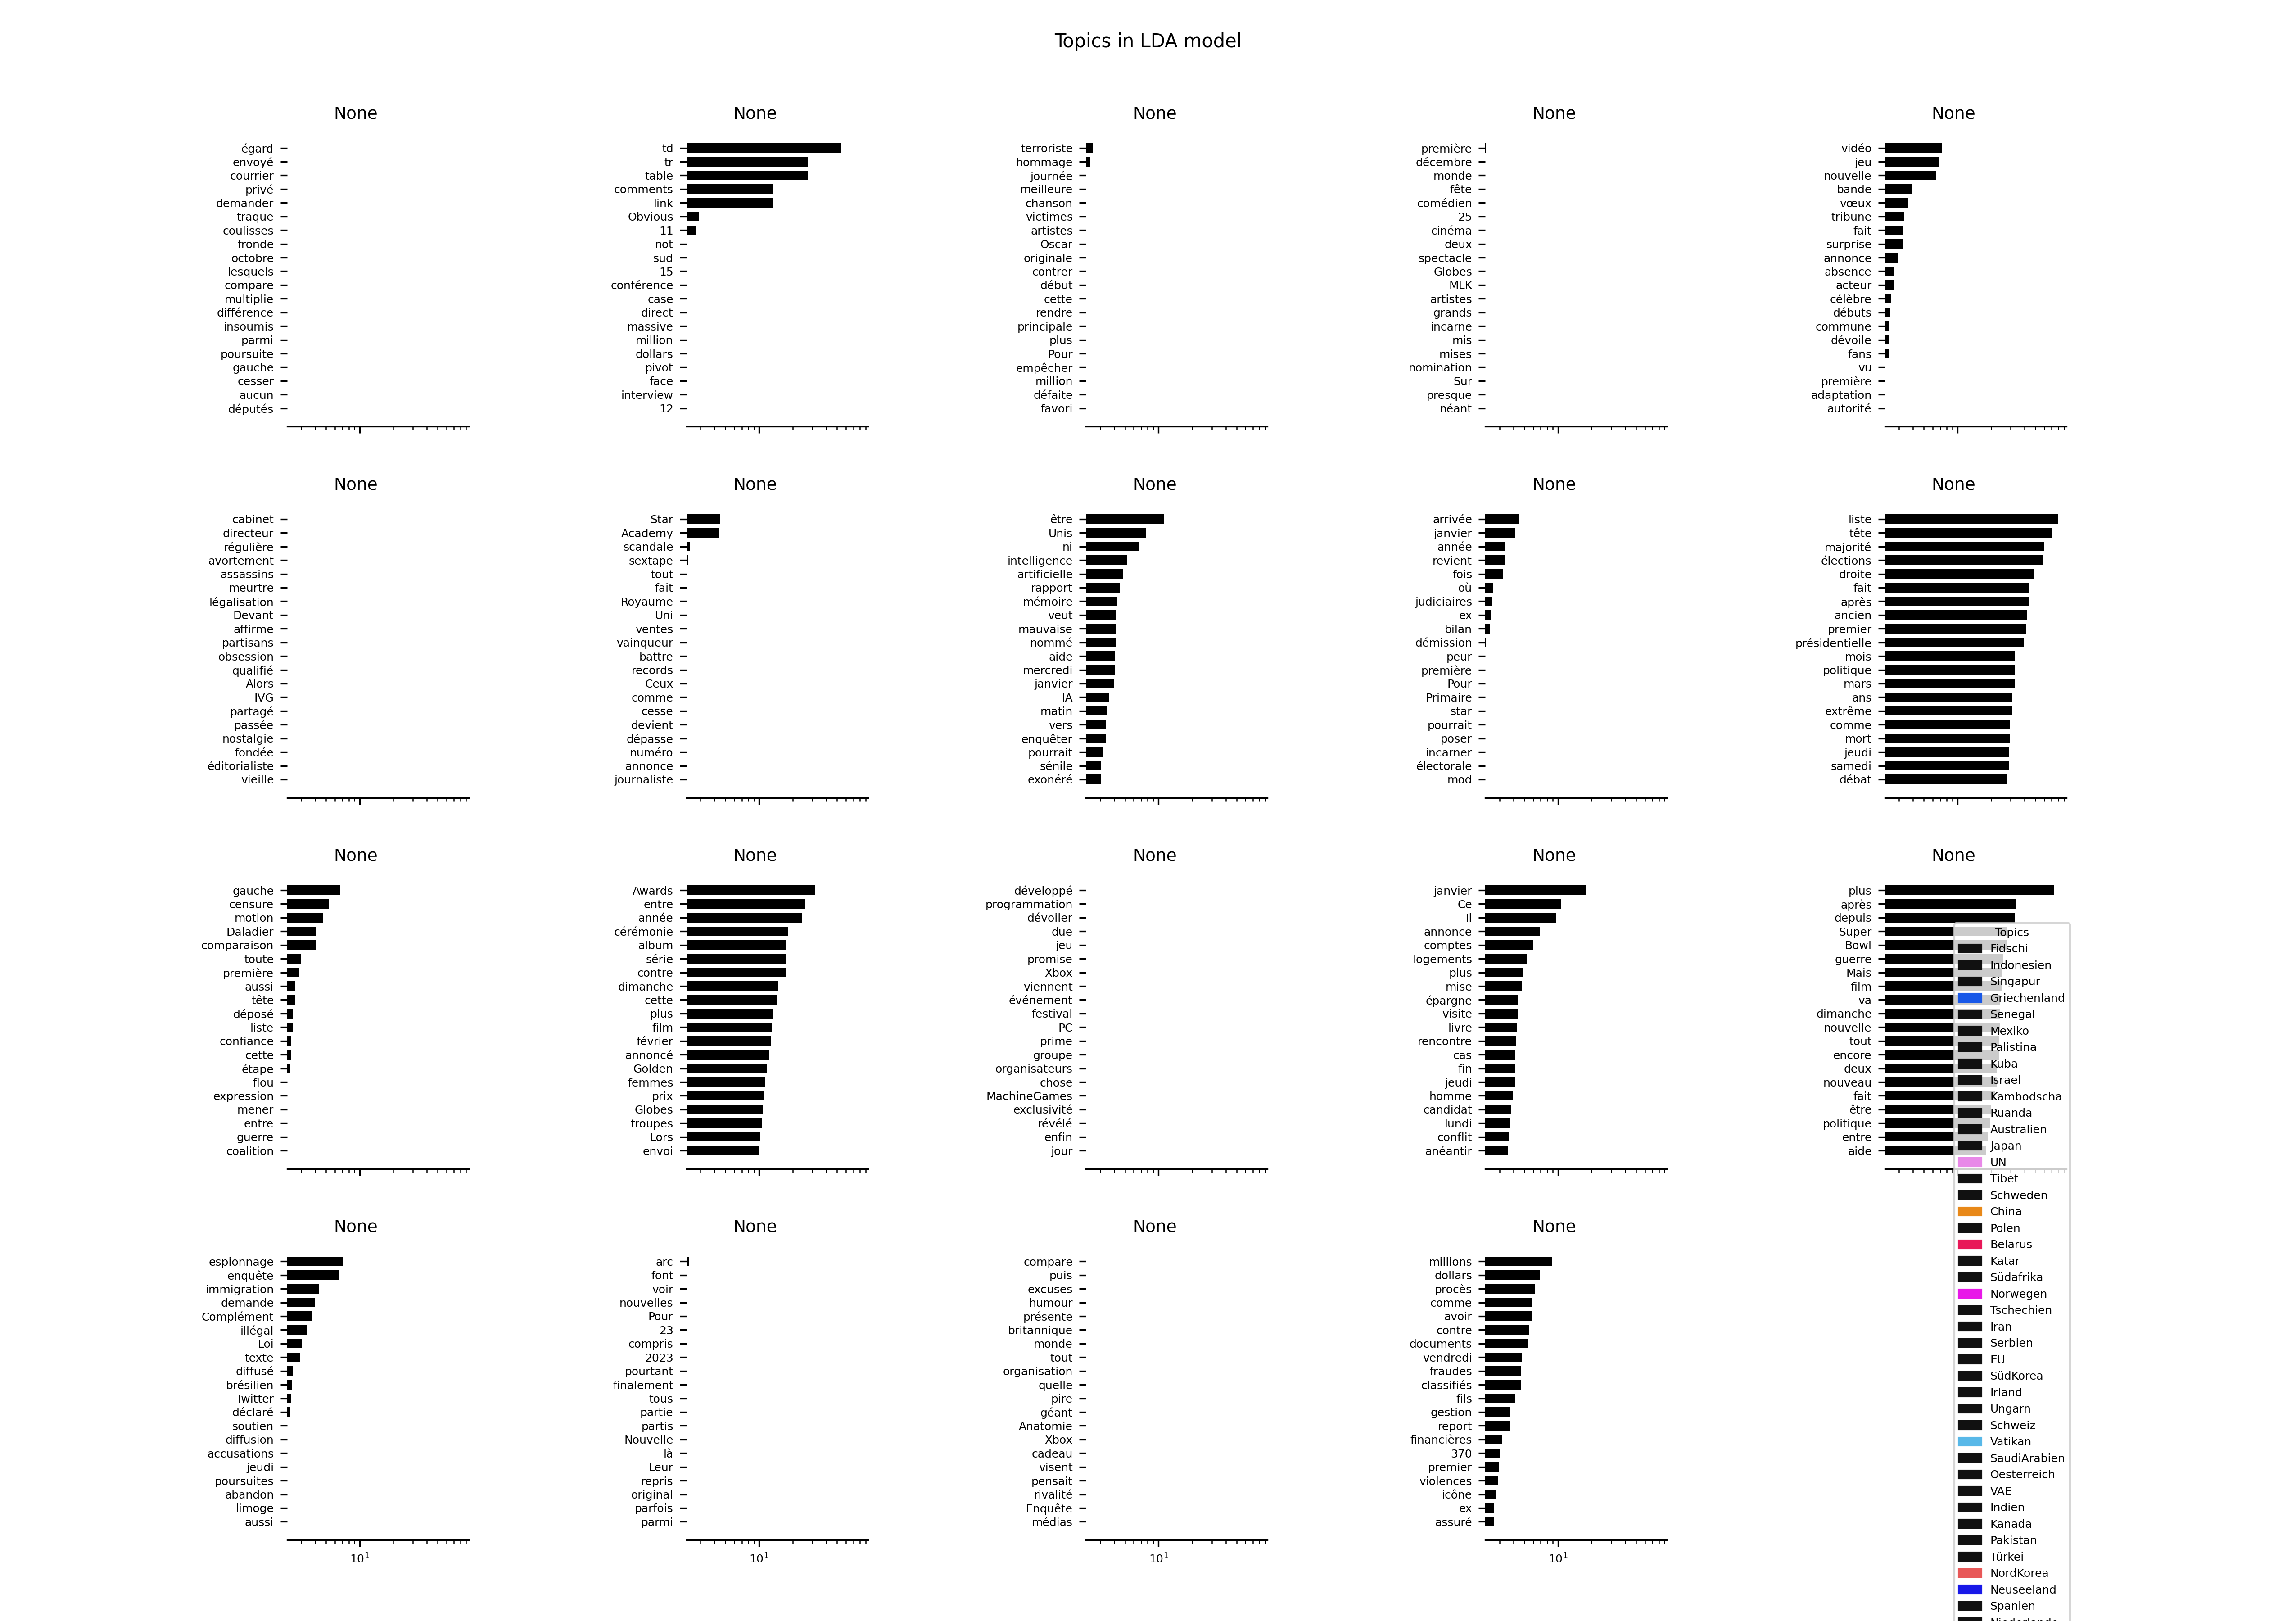 Topics in LDA model
None
égard
envoyé
courrier
privé
demander
traque
coulisses
fronde
octobre
lesquels
compare
multiplie
différence
insoumis
parmi
poursuite
gauche
cesser
aucun
députés
None
td
tr
table
comments
link
Obvious
11
not
sud
15
conférence
case
direct
massive
million
dollars
pivot
face
interview
12
None
terroriste
hommage
journée
meilleure
chanson
victimes
artistes
Oscar
originale
contrer
début
cette
rendre
principale
plus
Pour
empêcher
million
défaite
favori
None
première
décembre
monde
fête
comédien
25
cinéma
deux
spectacle
Globes
MLK
artistes
grands
incarne
mis
mises
nomination
Sur
presque
néant
None
vidéo
jeu
nouvelle
bande
vœux
tribune
fait
surprise
annonce
absence
acteur
célèbre
débuts
commune
dévoile
fans
vu
première
adaptation
autorité
None
cabinet
directeur
régulière
avortement
assassins
meurtre
légalisation
Devant
affirme
partisans
obsession
qualifié
Alors
IVG
partagé
passée
nostalgie
fondée
éditorialiste
vieille
None
Star
Academy
scandale
sextape
tout
fait
Royaume
Uni
ventes
vainqueur
battre
records
Ceux
comme
cesse
devient
dépasse
numéro
annonce
journaliste
None
être
Unis
ni
intelligence
artificielle
rapport
mémoire
veut
mauvaise
nommé
aide
mercredi
janvier
IA
matin
vers
enquêter
pourrait
sénile
exonéré
None
arrivée
janvier
année
revient
fois
où
judiciaires
ex
bilan
démission
peur
première
Pour
Primaire
star
pourrait
poser
incarner
électorale
mod
None
liste
tête
majorité
élections
droite
fait
après
ancien
premier
présidentielle
mois
politique
mars
ans
extrême
comme
mort
jeudi
samedi
débat
None
gauche
censure
motion
Daladier
comparaison
toute
première
aussi
tête
déposé
liste
confiance
cette
étape
flou
expression
mener
entre
guerre
coalition
None
Awards
entre
année
cérémonie
album
série
contre
dimanche
cette
plus
film
février
annoncé
Golden
femmes
prix
Globes
troupes
Lors
envoi
None
développé
programmation
dévoiler
due
jeu
promise
Xbox
viennent
événement
festival
PC
prime
groupe
organisateurs
chose
MachineGames
exclusivité
révélé
enfin
jour
None
janvier
Ce
Il
annonce
comptes
logements
plus
mise
épargne
visite
livre
rencontre
cas
fin
jeudi
homme
candidat
lundi
conflit
anéantir
None
plus
après
depuis
Super
Bowl
guerre
Mais
film
va
dimanche
nouvelle
tout
encore
deux
nouveau
fait
être
politique
entre
aide
None
espionnage
enquête
immigration
demande
Complément
illégal
Loi
texte
diffusé
brésilien
Twitter
déclaré
soutien
diffusion
accusations
jeudi
poursuites
abandon
limoge
aussi
10¹
None
arc
font
voir
nouvelles
Pour
23
compris
2023
pourtant
finalement
tous
partie
partis
Nouvelle
là
Leur
repris
original
parfois
parmi
10¹
None
compare
puis
excuses
humour
présente
britannique
monde
tout
organisation
quelle
pire
géant
Anatomie
Xbox
cadeau
visent
pensait
rivalité
Enquête
médias
10¹
None
millions
dollars
procès
comme
avoir
contre
documents
vendredi
fraudes
classifiés
fils
gestion
report
financières
370
premier
violences
icône
ex
assuré
10¹
Topics
Fidschi
Indonesien
Singapur
Griechenland
Senegal
Mexiko
Palistina
Kuba
Israel
Kambodscha
Ruanda
Australien
Japan
UN
Tibet
Schweden
China
Polen
Belarus
Katar
Südafrika
Norwegen
Tschechien
Iran
Serbien
EU
SüdKorea
Irland
Ungarn
Schweiz
Vatikan
SaudiArabien
Oesterreich
VAE
Indien
Kanada
Pakistan
Türkei
NordKorea
Neuseeland
Spanien